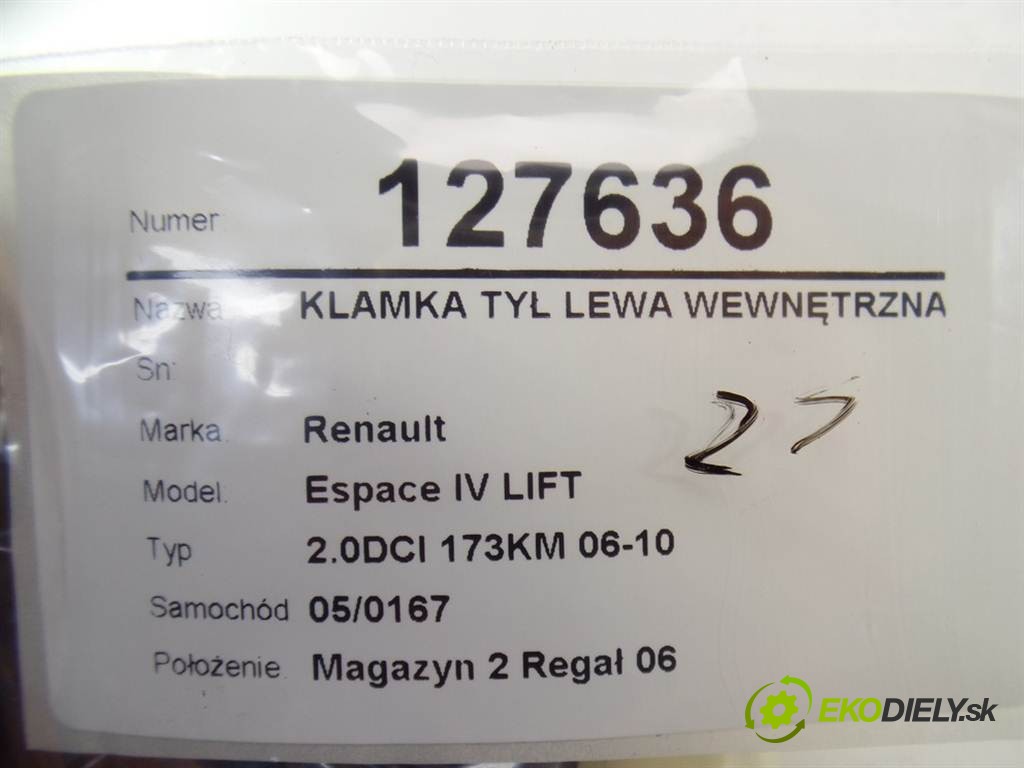 Numer: 127636
Nazwa KLAMKA TYŁ LEWA WEWNĘTRZNA
Sn:
Marka Renault
Model: Espace IV LIFT
Typ 2.0DCI 173KM 06-10
Samochód 05/0167
Położenie Magazyn 2 Regał 06
EKODIELY.sk